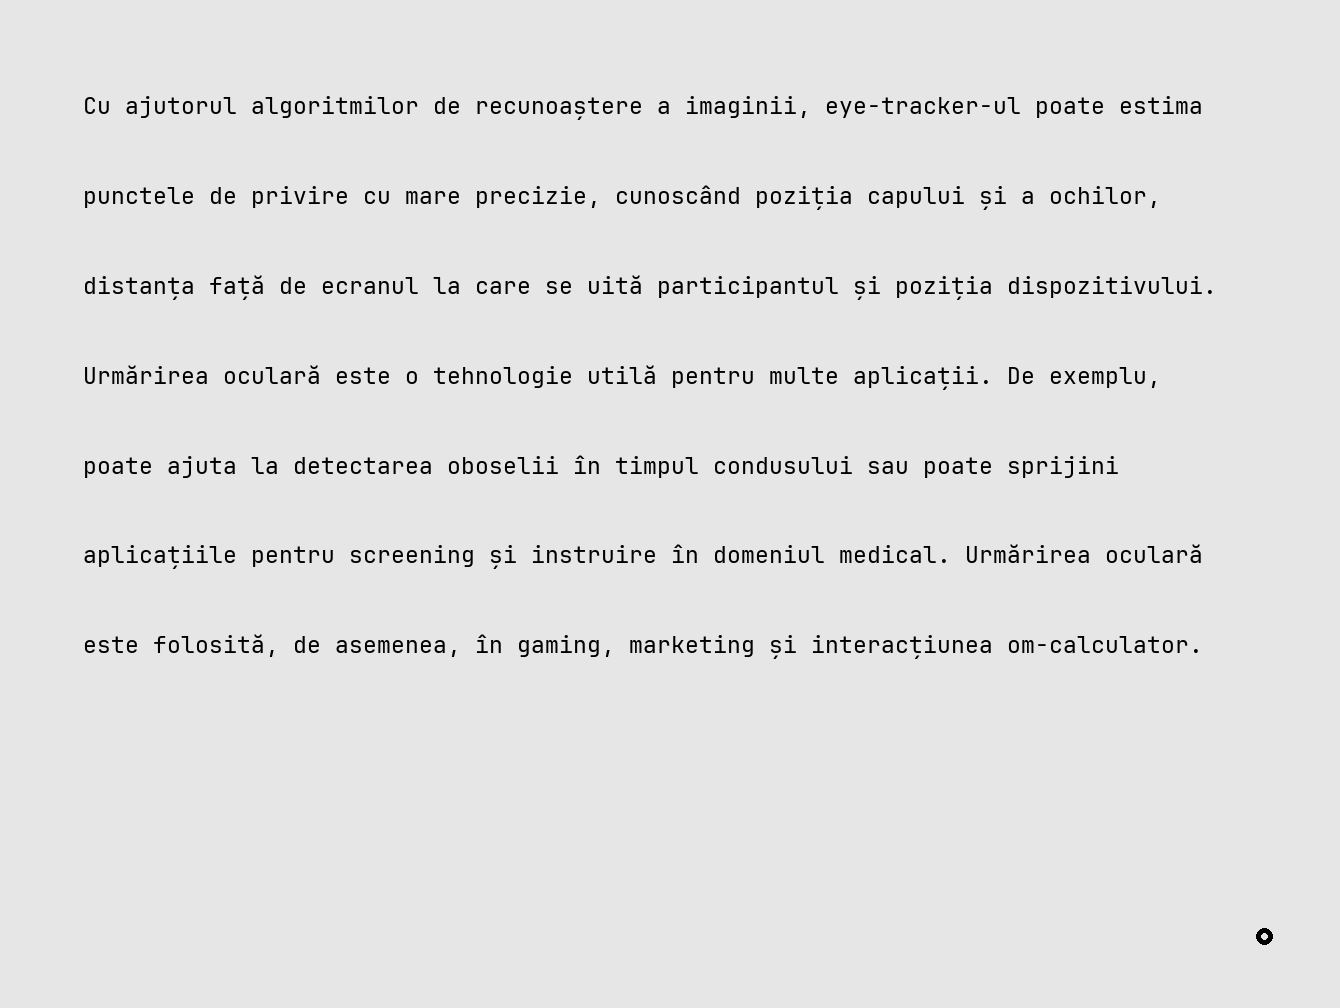 Cu ajutorul algoritmilor de recunoaștere a imaginii, eye-tracker-ul poate estima
punctele de privire cu mare precizie, cunoscând poziția capului și a ochilor,
distanța față de ecranul la care se uită participantul și poziția dispozitivului.
Urmărirea oculară este o tehnologie utilă pentru multe aplicații. De exemplu,
poate ajuta la detectarea oboselii în timpul condusului sau poate sprijini
aplicațiile pentru screening și instruire în domeniul medical. Urmărirea oculară
este folosită, de asemenea, în gaming, marketing și interacțiunea om-calculator.